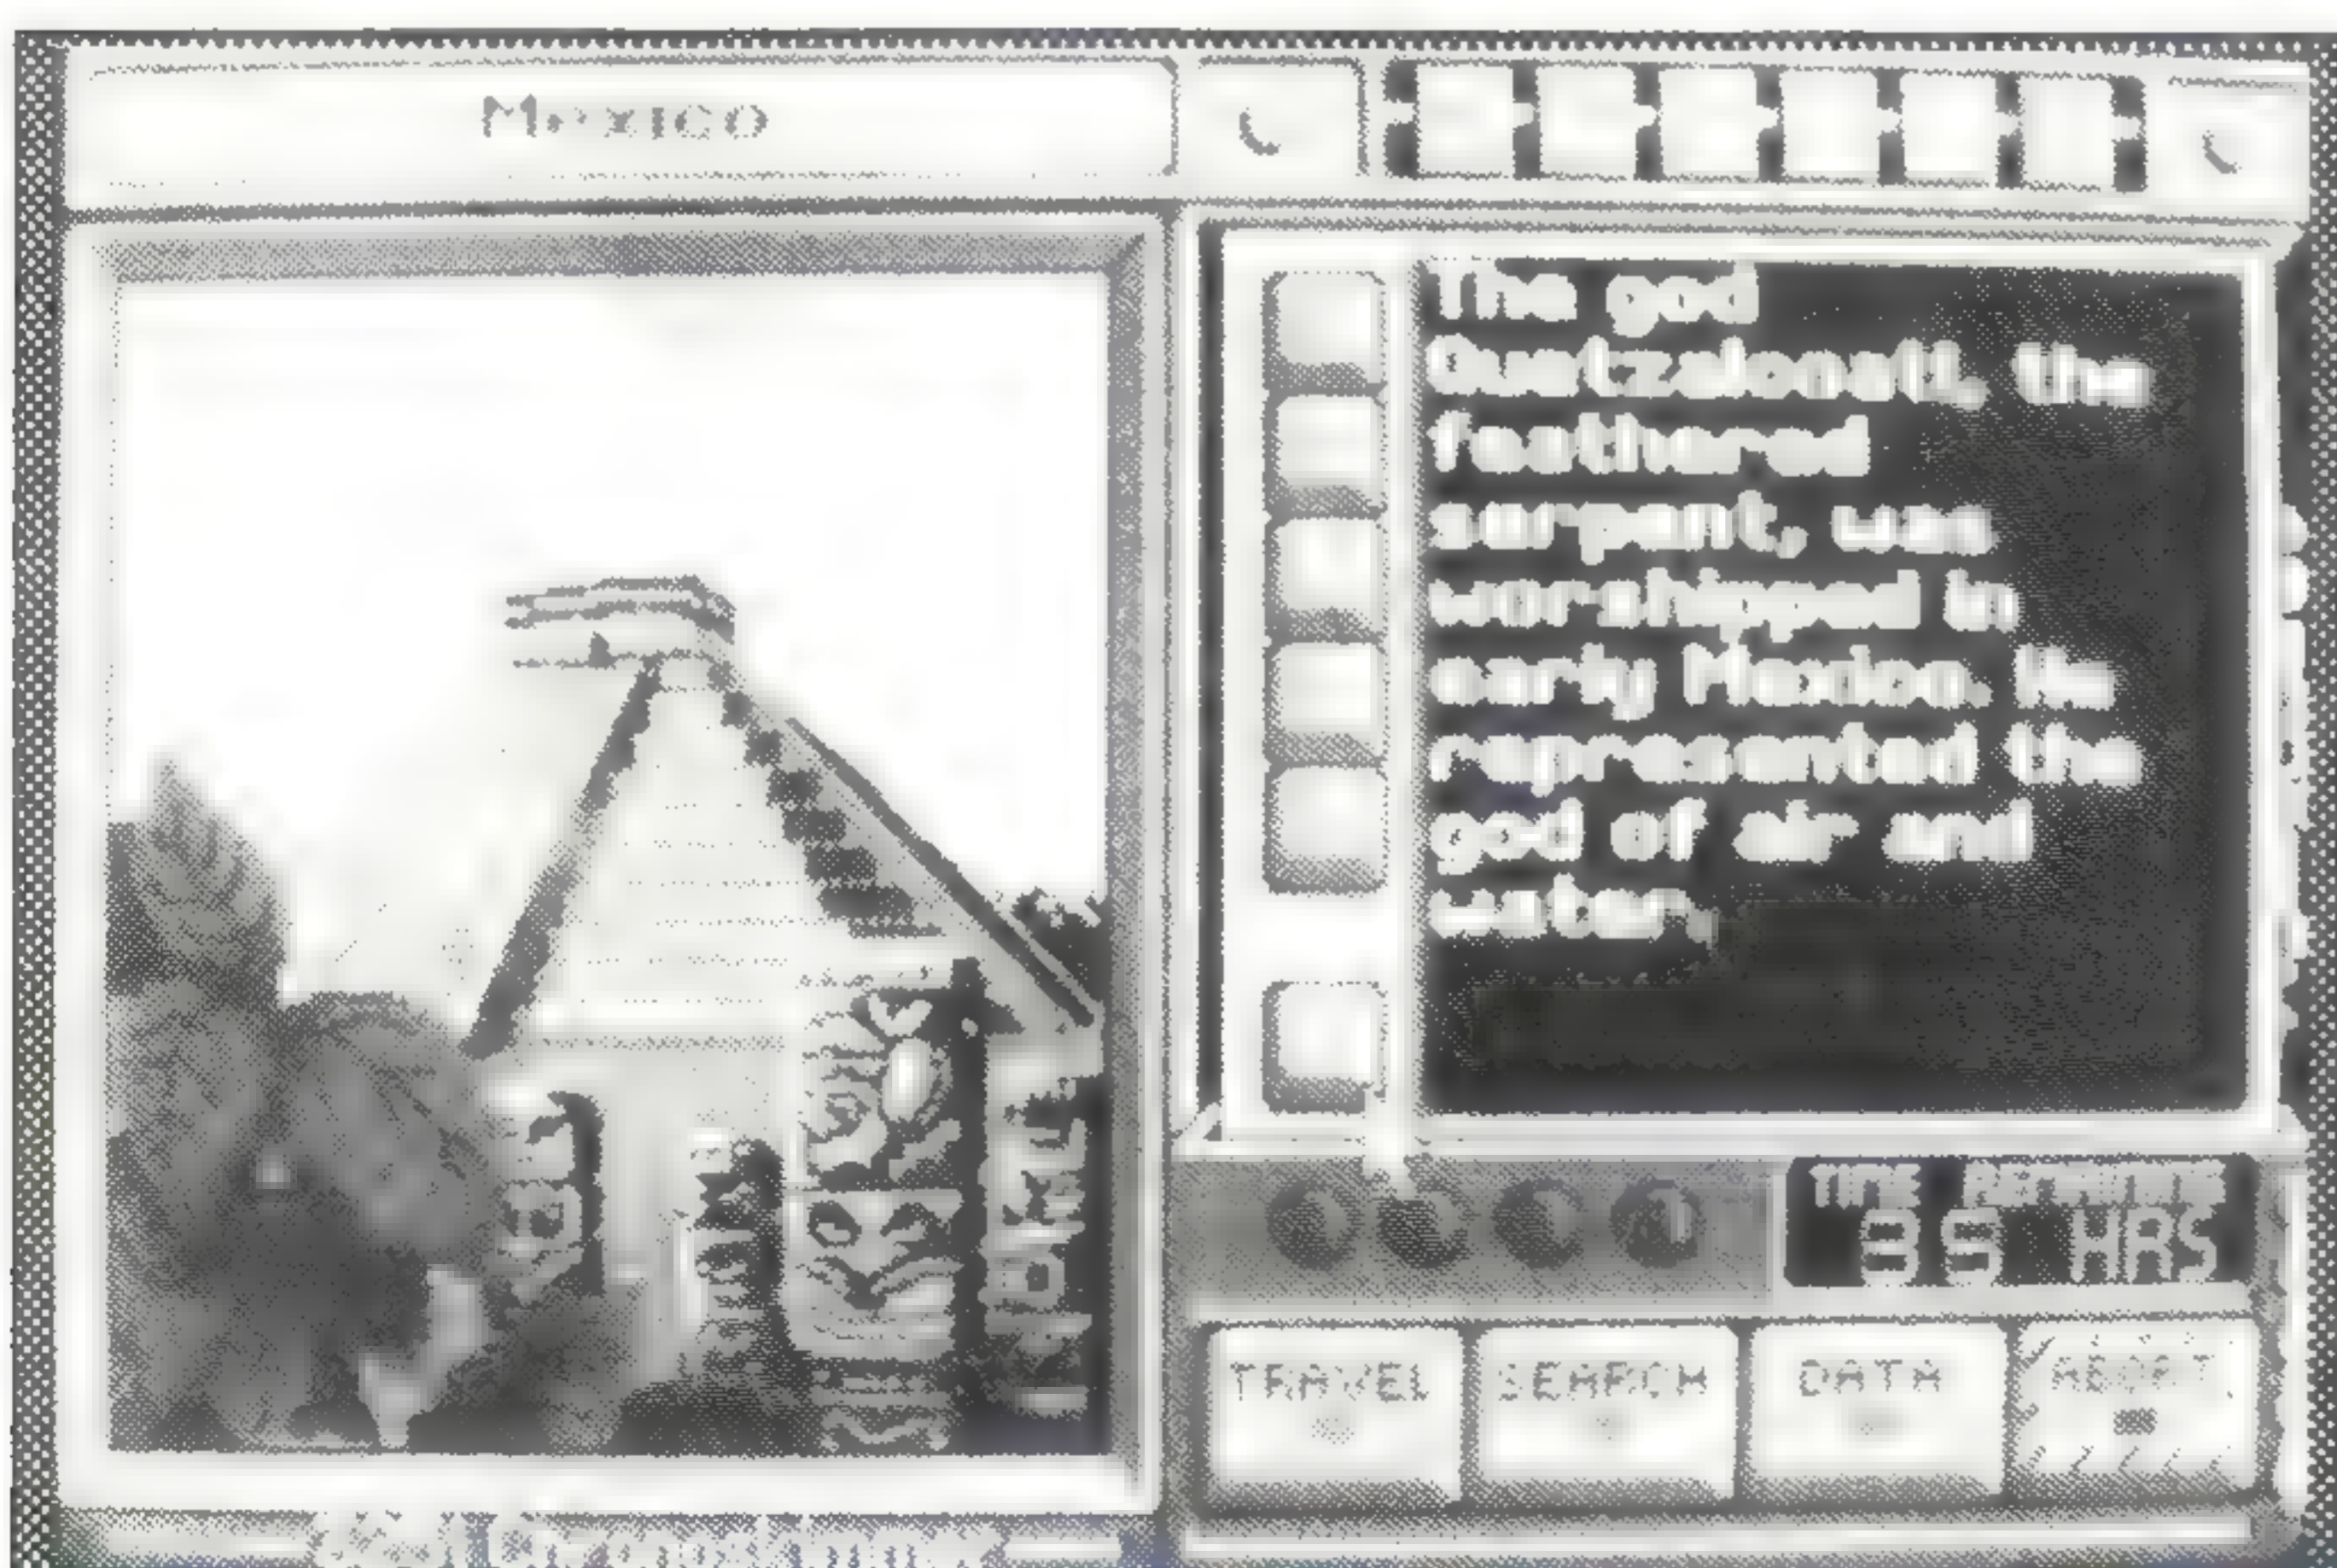 Mexico
The god
Quetzalcoatl, the
feathered
serpent, was
worshipped in
early Mexico. He
represented the
god of air and
water.
TIME
35 HRS
TRAVEL
SEARCH
DATA
ABORT